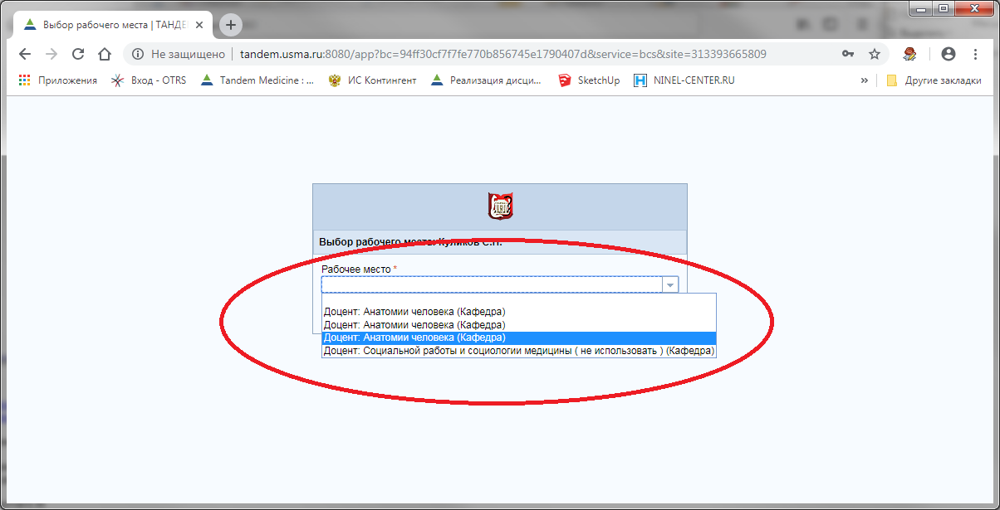 Выбор рабочего места | ТАНДЕ
Не защищено
tandem.usma.ru:8080/app?bc=94ff30cf7f7fe770b856745e1790407d&service=bcs&site=313393665809
Приложения
Вход - OTRS
Tandem Medicine : ...
ИС Контингент
Реализация дисци...
SketchUp
NINEL-CENTER.RU
»
Другие закладки
Выбор рабочего места: Куликов С.Н.
Рабочее место *
Доцент: Анатомии человека (Кафедра)
Доцент: Анатомии человека (Кафедра)
Доцент: Анатомии человека (Кафедра)
Доцент: Социальной работы и социологии медицины ( не использовать ) (Кафедра)